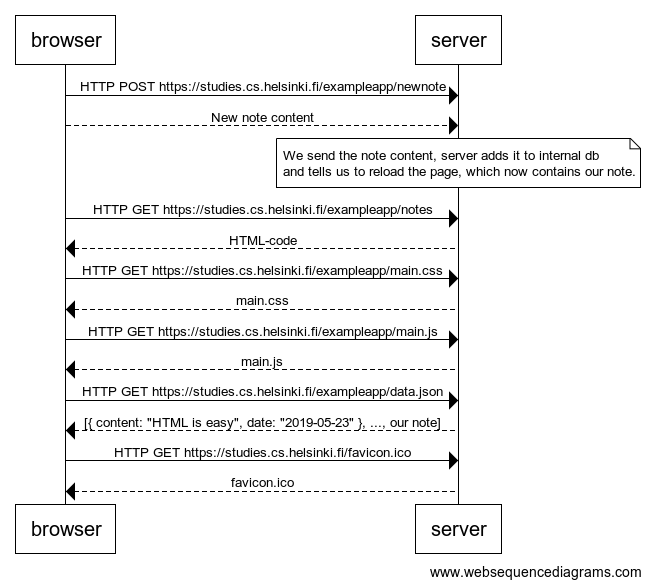 browser server
HTTP POST https://studies.cs.helsinki.fi/exampleapp/newnote
New note content
We send the note content, server adds it to internal db
and tells us to reload the page, which now contains our note.
HTTP GET https://studies.cs.helsinki.fi/exampleapp/notes
HTML-code
HTTP GET https://studies.cs.helsinki.fi/exampleapp/main.css
main.css
HTTP GET https://studies.cs.helsinki.fi/exampleapp/main.js
main.js
HTTP GET https://studies.cs.helsinki.fi/exampleapp/data.json
[{ content: "HTML is easy", date: "2019-05-23" }, ..., our note]
HTTP GET https://studies.cs.helsinki.fi/favicon.ico
favicon.ico
browser server
www.websequencediagrams.com